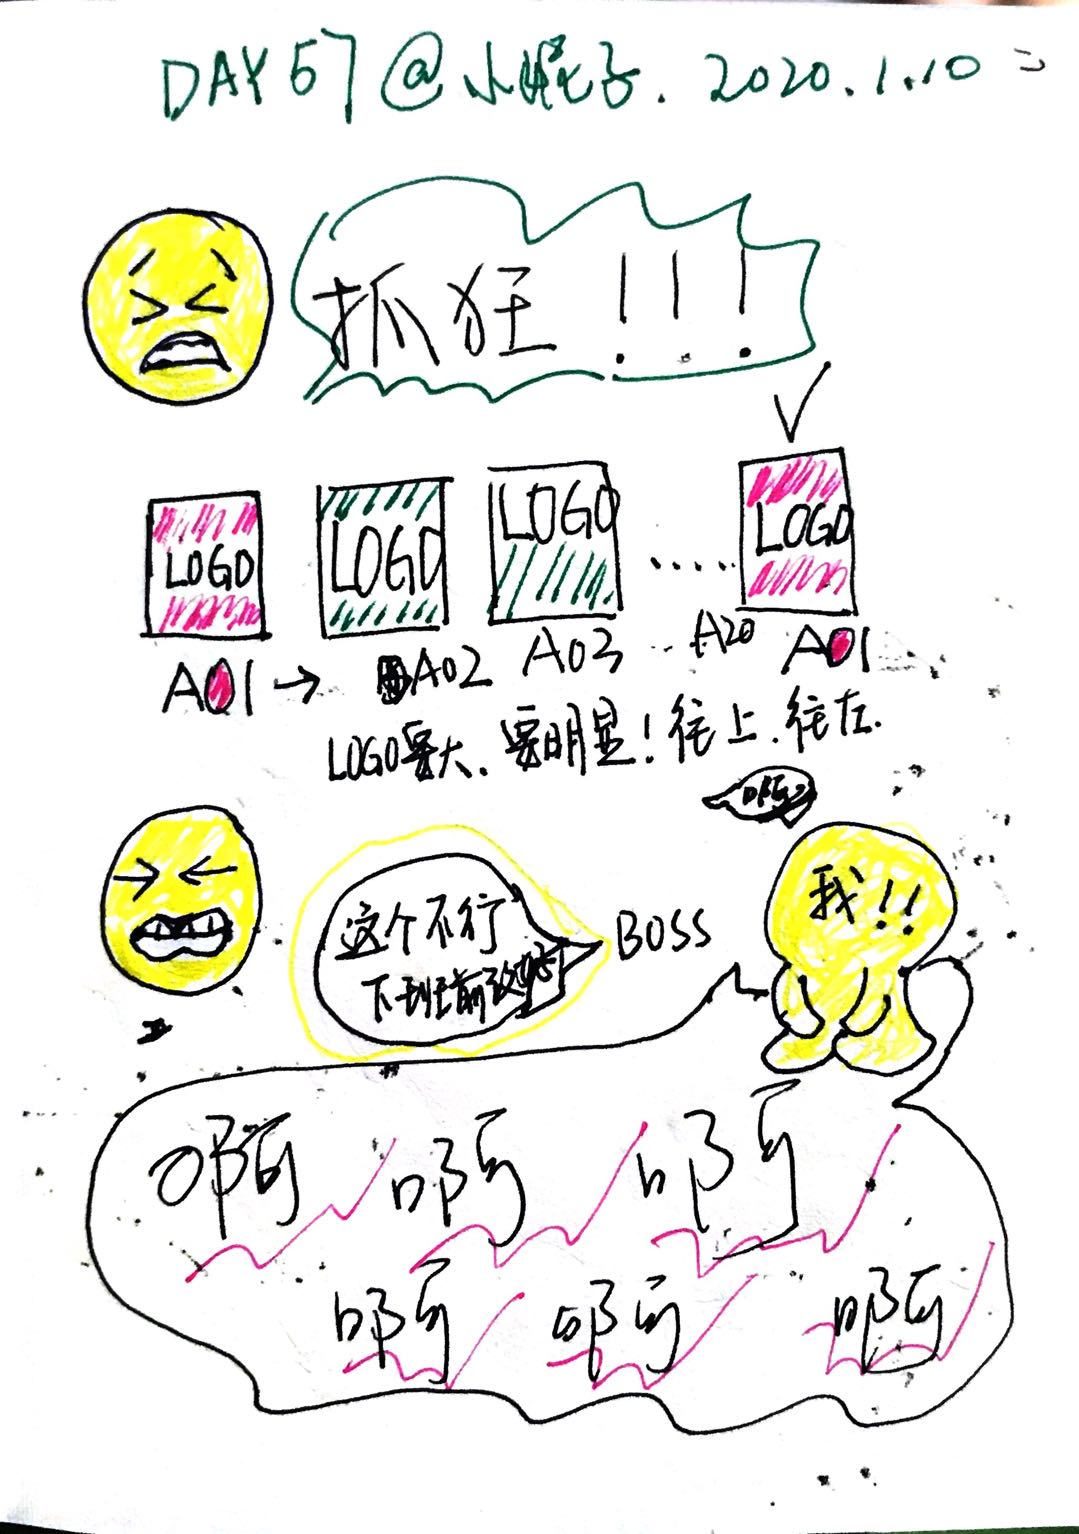 DAY 57 @小幌子. 2020.1.10
抓狂!!!
LOGO LOGO LOGO ...... LOGO
A01 → A02 A03 ... A20 A01
LOGO要大. 要明显! 往上. 往左.
啊
这个不行
下班前改好
BOSS
我!!
啊 啊 啊
啊 啊 啊